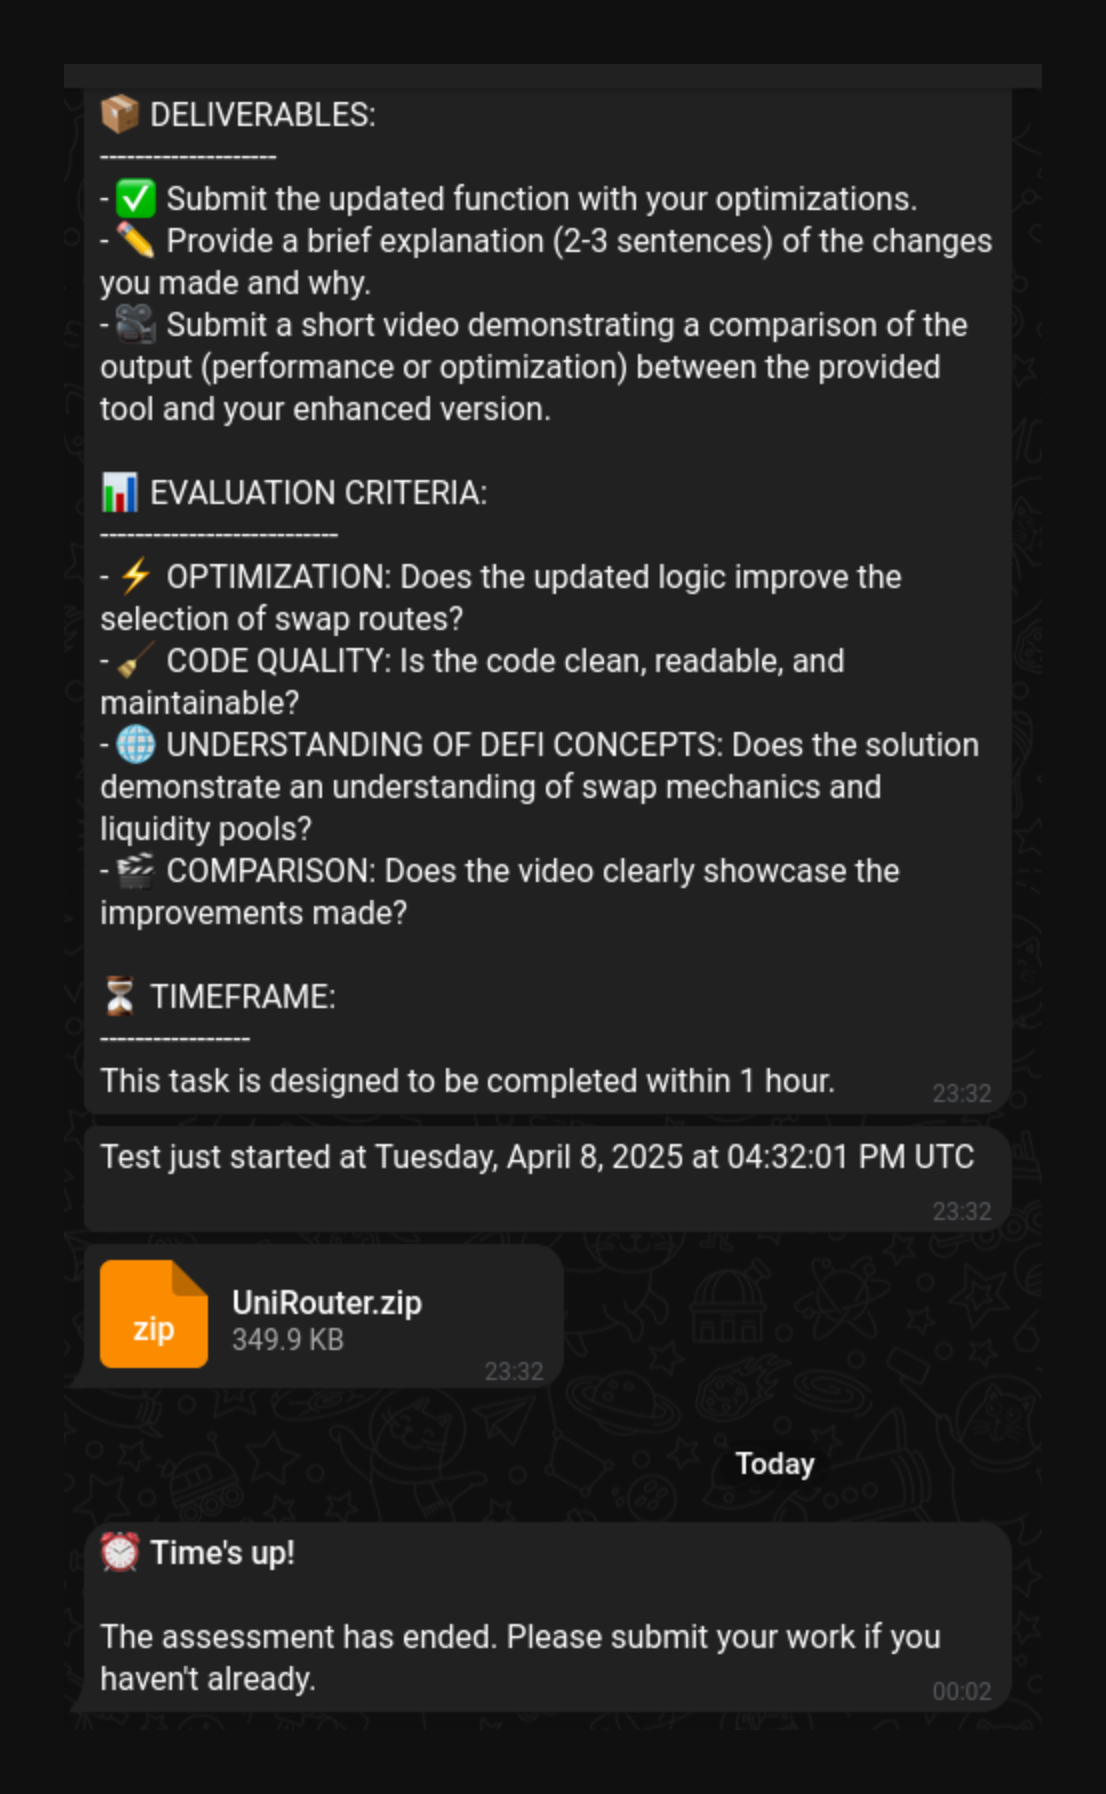 📦 DELIVERABLES:
--------------------
- ✅ Submit the updated function with your optimizations.
- ✏️ Provide a brief explanation (2-3 sentences) of the changes
you made and why.
- 🎥 Submit a short video demonstrating a comparison of the
output (performance or optimization) between the provided
tool and your enhanced version.
📊 EVALUATION CRITERIA:
---------------------------
- ⚡ OPTIMIZATION: Does the updated logic improve the
selection of swap routes?
- 🧹 CODE QUALITY: Is the code clean, readable, and
maintainable?
- 🌐 UNDERSTANDING OF DEFI CONCEPTS: Does the solution
demonstrate an understanding of swap mechanics and
liquidity pools?
- 🎬 COMPARISON: Does the video clearly showcase the
improvements made?
⏳ TIMEFRAME:
-----------------
This task is designed to be completed within 1 hour.
23:32
Test just started at Tuesday, April 8, 2025 at 04:32:01 PM UTC
23:32
zip
UniRouter.zip
349.9 KB
23:32
Today
⏰ Time's up!
The assessment has ended. Please submit your work if you
haven't already.
00:02